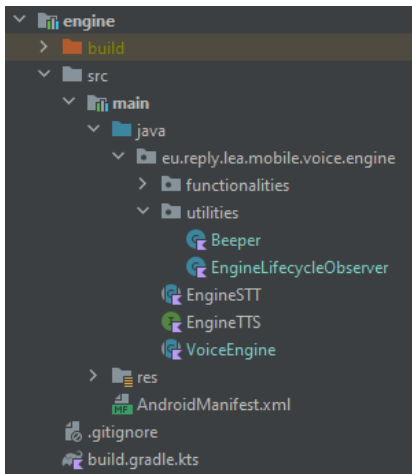 engine
build
src
main
java
eu.reply.lea.mobile.voice.engine
functionalities
utilities
Beeper
EngineLifecycleObserver
EngineSTT
EngineTTS
VoiceEngine
res
MF AndroidManifest.xml
.gitignore
build.gradle.kts